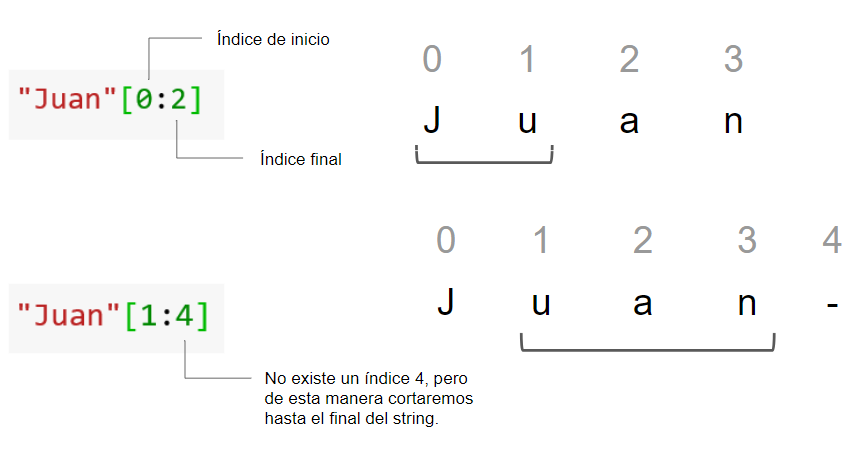 Índice de inicio
0 1 2 3
"Juan"[0:2]
J u a n
Índice final
0 1 2 3 4
"Juan"[1:4]
J u a n -
No existe un índice 4, pero
de esta manera cortaremos
hasta el final del string.